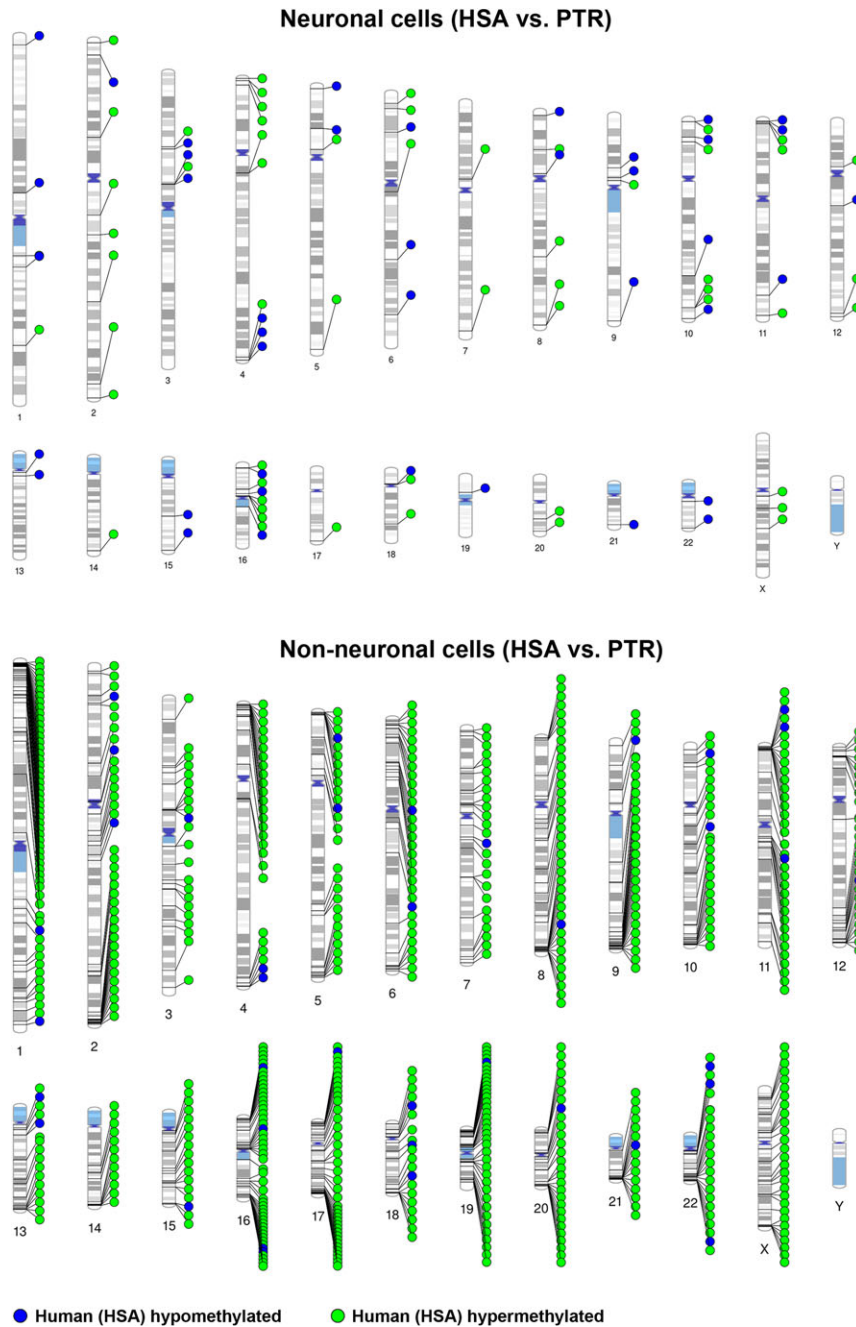 Neuronal cells (HSA vs. PTR)
1 2 3 4 5 6 7 8 9 10 11 12
13 14 15 16 17 18 19 20 21 22 X Y
Non-neuronal cells (HSA vs. PTR)
1 2 3 4 5 6 7 8 9 10 11 12
13 14 15 16 17 18 19 20 21 22 X Y
Human (HSA) hypomethylated Human (HSA) hypermethylated